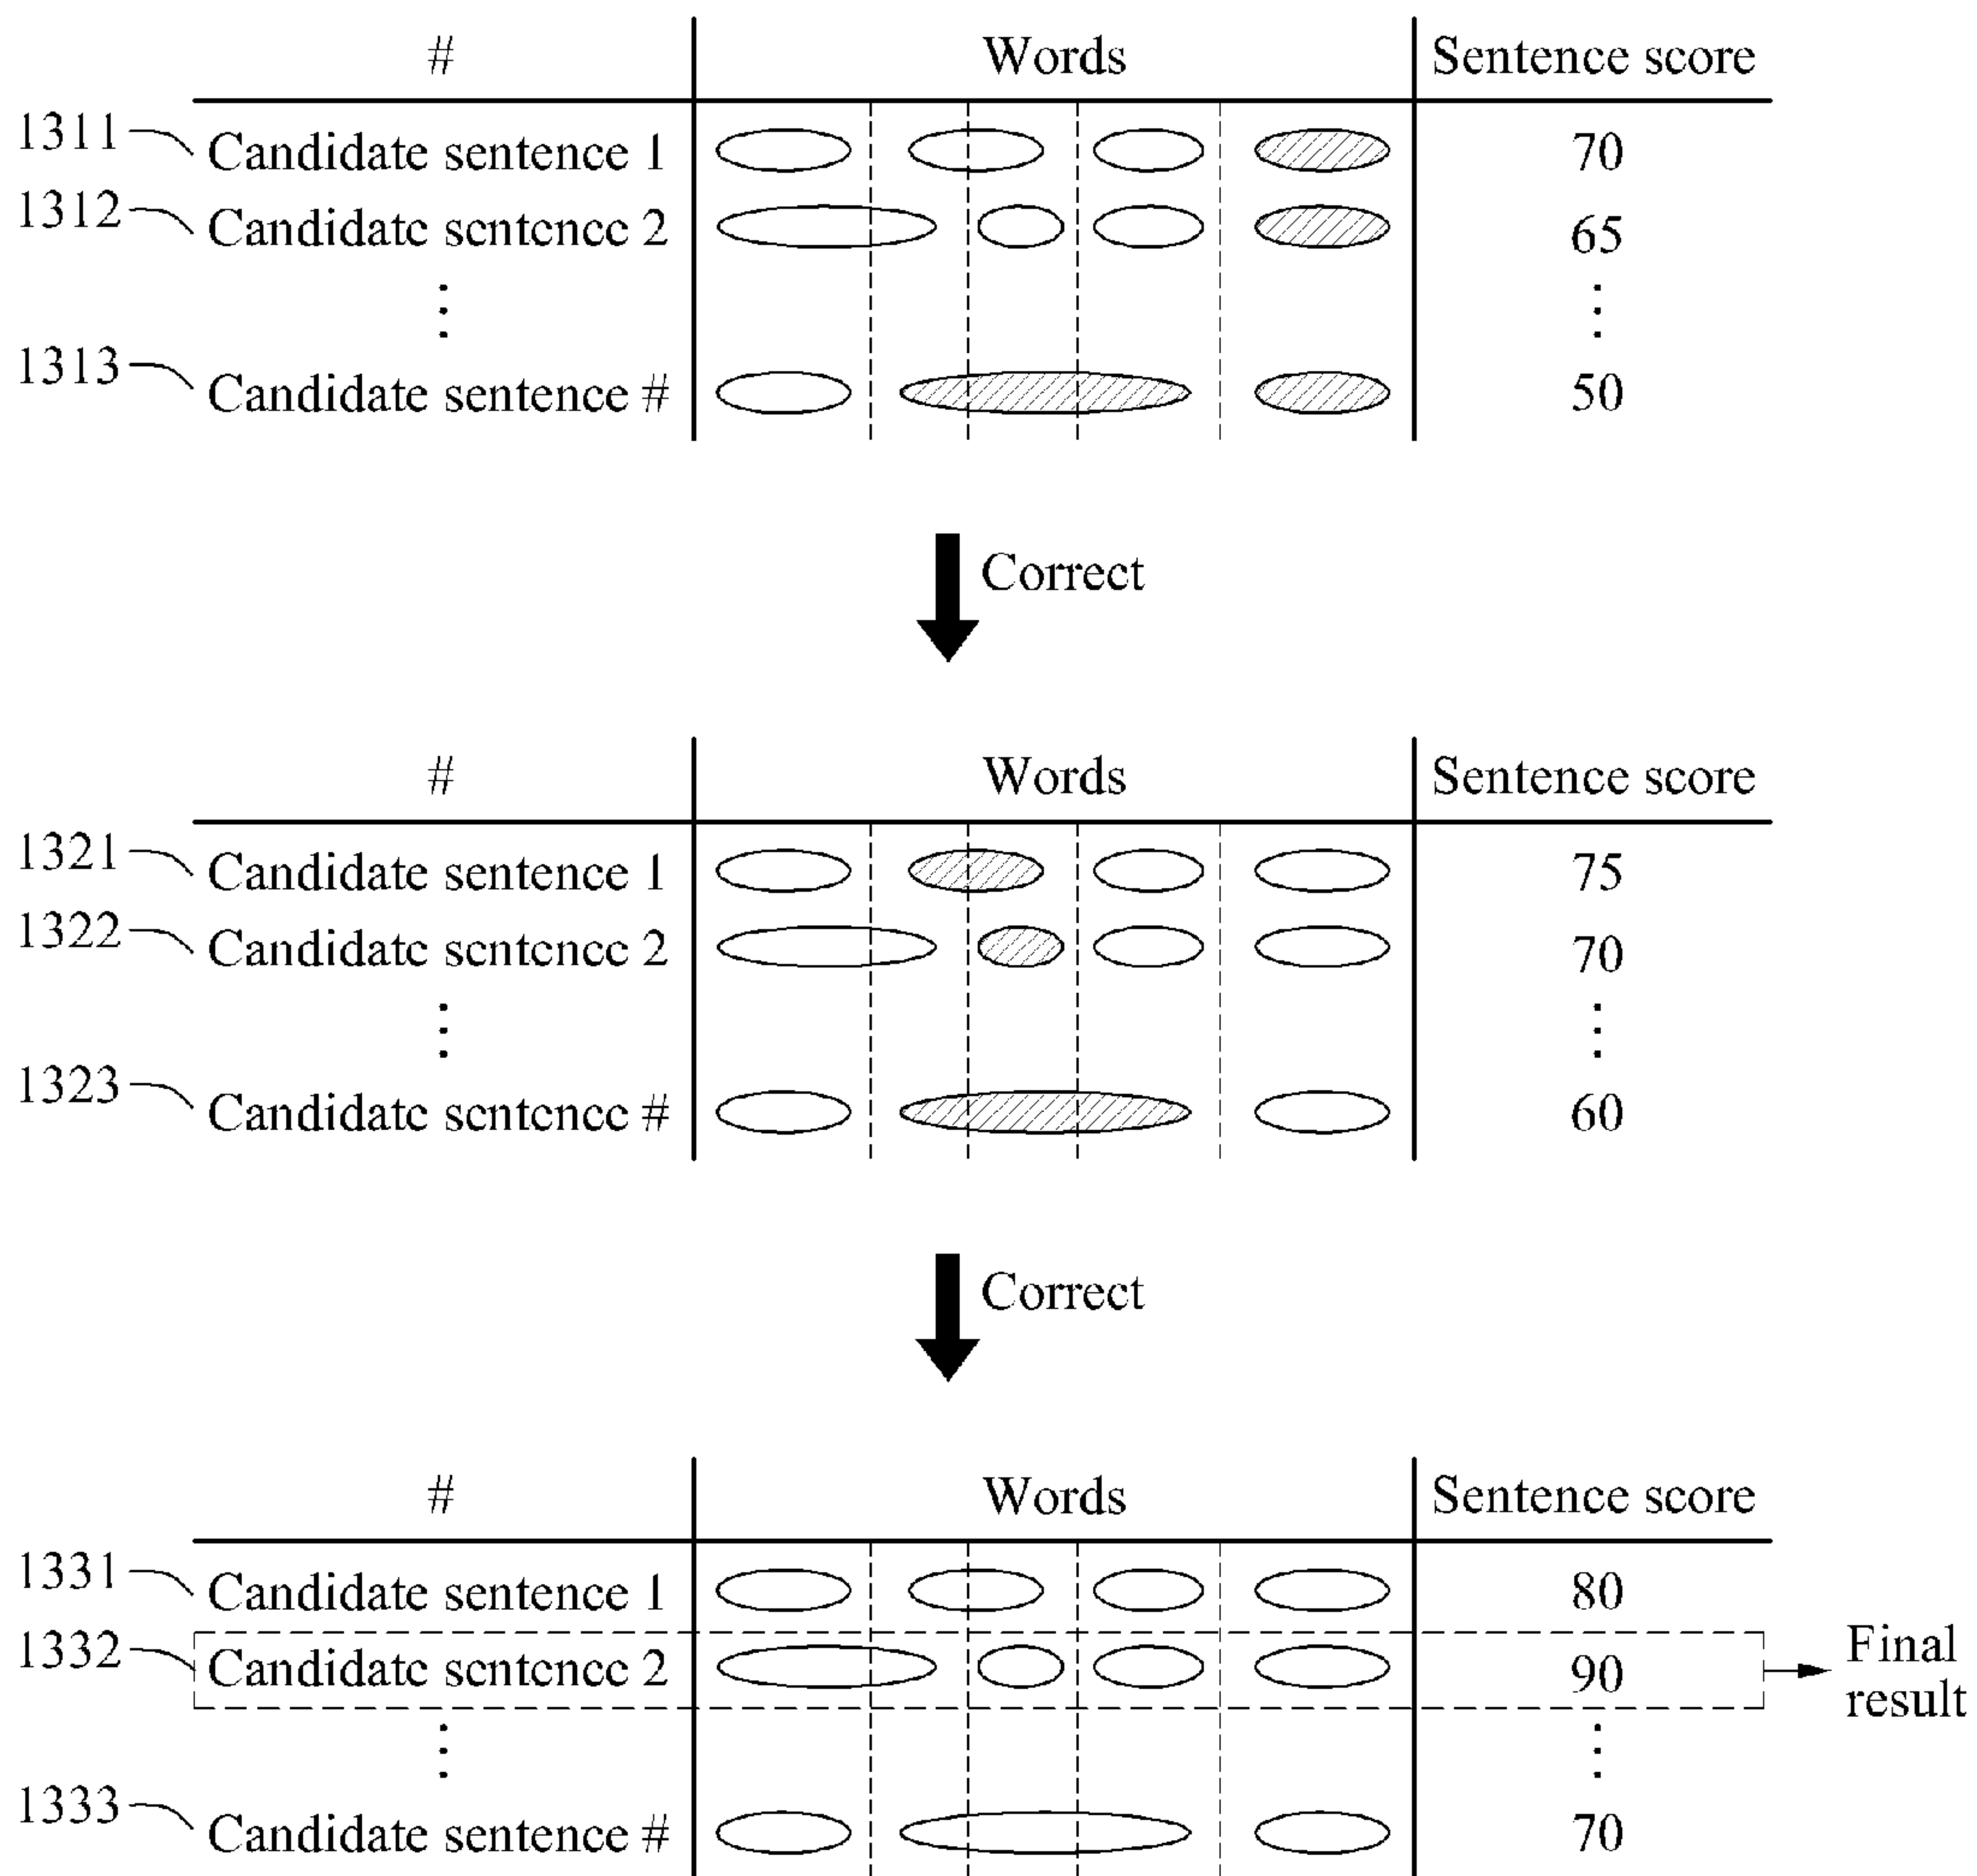 # Words Sentence score
1311 Candidate sentence 1 70
1312 Candidate sentence 2 65
1313 Candidate sentence # 50
Correct
# Words Sentence score
1321 Candidate sentence 1 75
1322 Candidate sentence 2 70
1323 Candidate sentence # 60
Correct
# Words Sentence score
1331 Candidate sentence 1 80
1332 Candidate sentence 2 90
Final
result
1333 Candidate sentence # 70